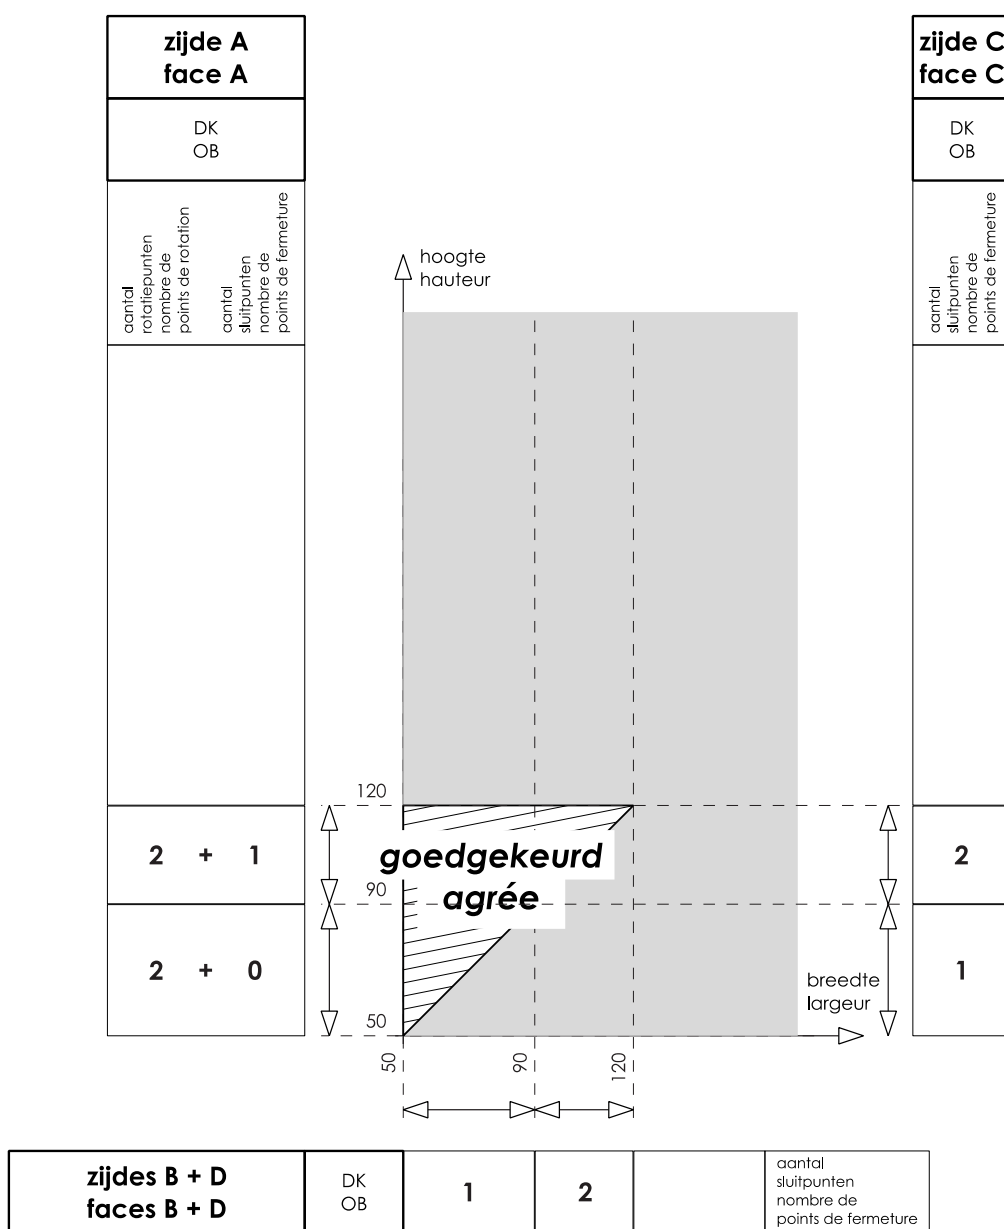 zijde A
face A
DK
OB
aantal
rotatiepunten
nombre de
points de rotation
aantal
sluitpunten
nombre de
points de fermeture
zijde C
face C
DK
OB
aantal
sluitpunten
nombre de
points de fermeture
hoogte
hauteur
120
90
50
2 + 1
2 + 0
goedgekeurd
agrée
2
1
breedte
largeur
50
90
120
zijdes B + D
faces B + D
DK
OB
1
2
aantal
sluitpunten
nombre de
points de fermeture